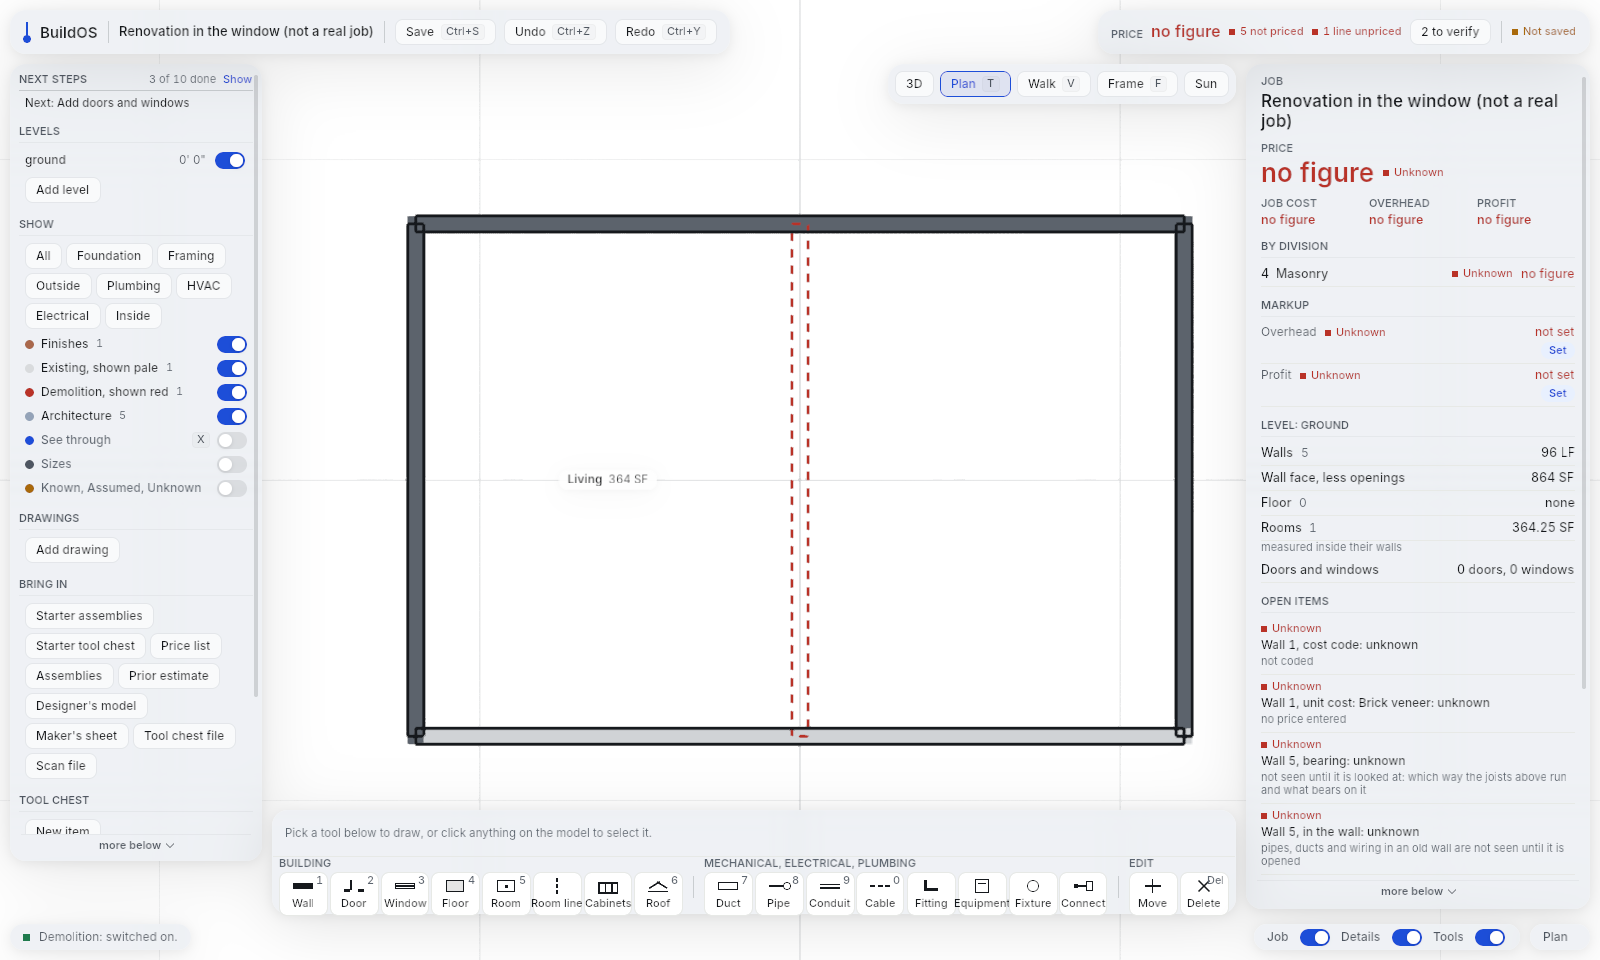 BuildOS
Renovation in the window (not a real job)
Save Ctrl+S
Undo Ctrl+Z
Redo Ctrl+Y
PRICE no figure 5 not priced 1 line unpriced 2 to verify Not saved
NEXT STEPS 3 of 10 done Show
Next: Add doors and windows
LEVELS
ground 0' 0"
Add level
SHOW
All Foundation Framing
Outside Plumbing HVAC
Electrical Inside
Finishes 1
Existing, shown pale 1
Demolition, shown red 1
Architecture 5
See through X
Sizes
Known, Assumed, Unknown
DRAWINGS
Add drawing
BRING IN
Starter assemblies
Starter tool chest Price list
Assemblies Prior estimate
Designer's model
Maker's sheet Tool chest file
Scan file
TOOL CHEST
New item
more below
Demolition: switched on.
3D Plan T Walk V Frame F Sun
Living 364 SF
Pick a tool below to draw, or click anything on the model to select it.
BUILDING
Wall 1 Door 2 Window 3 Floor 4 Room 5 Room line Cabinets Roof 6
MECHANICAL, ELECTRICAL, PLUMBING
Duct 7 Pipe 8 Conduit 9 Cable 0 Fitting Equipment Fixture Connect
EDIT
Move Delete Del
JOB
Renovation in the window (not a real
job)
PRICE
no figure Unknown
JOB COST OVERHEAD PROFIT
no figure no figure no figure
BY DIVISION
4 Masonry Unknown no figure
MARKUP
Overhead Unknown not set
Set
Profit Unknown not set
Set
LEVEL: GROUND
Walls 5 96 LF
Wall face, less openings 864 SF
Floor 0 none
Rooms 1 364.25 SF
measured inside their walls
Doors and windows 0 doors, 0 windows
OPEN ITEMS
Unknown
Wall 1, cost code: unknown
not coded
Unknown
Wall 1, unit cost: Brick veneer: unknown
no price entered
Unknown
Wall 5, bearing: unknown
not seen until it is looked at: which way the joists above run
and what bears on it
Unknown
Wall 5, in the wall: unknown
pipes, ducts and wiring in an old wall are not seen until it is
opened
more below
Job Details Tools Plan